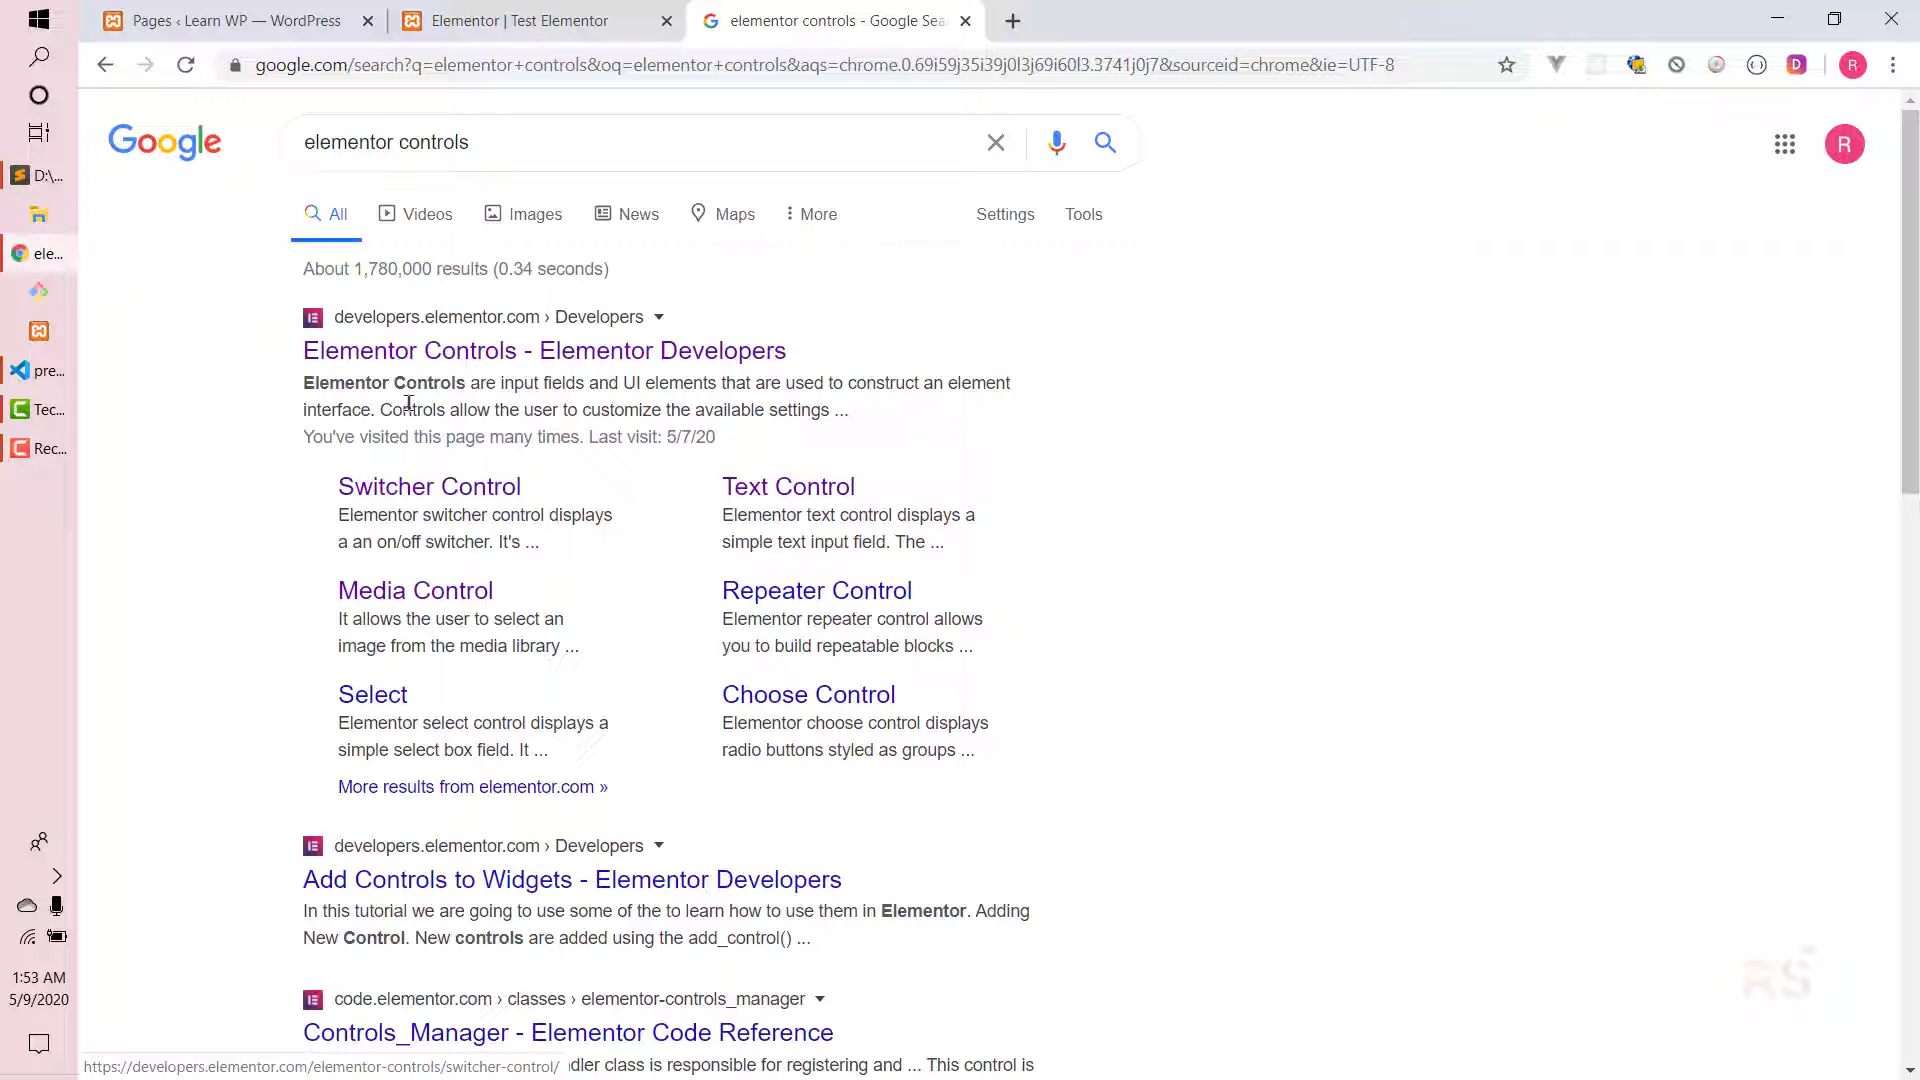 Pages ‹ Learn WP — WordPress
Elementor | Test Elementor
elementor controls - Google Sea
google.com/search?q=elementor+controls&oq=elementor+controls&aqs=chrome.0.69i59j35i39j0l3j69i60l3.3741j0j7&sourceid=chrome&ie=UTF-8
D
R
Google
elementor controls
R
All
Videos
Images
News
Maps
More
Settings
Tools
About 1,780,000 results (0.34 seconds)
developers.elementor.com › Developers
Elementor Controls - Elementor Developers
Elementor Controls are input fields and UI elements that are used to construct an element
interface. Controls allow the user to customize the available settings ...
You've visited this page many times. Last visit: 5/7/20
Switcher Control
Elementor switcher control displays
a an on/off switcher. It's ...
Text Control
Elementor text control displays a
simple text input field. The ...
Media Control
It allows the user to select an
image from the media library ...
Repeater Control
Elementor repeater control allows
you to build repeatable blocks ...
Select
Elementor select control displays a
simple select box field. It ...
Choose Control
Elementor choose control displays
radio buttons styled as groups ...
More results from elementor.com »
developers.elementor.com › Developers
Add Controls to Widgets - Elementor Developers
In this tutorial we are going to use some of the to learn how to use them in Elementor. Adding
New Control. New controls are added using the add_control() ...
code.elementor.com › classes › elementor-controls_manager
Controls_Manager - Elementor Code Reference
dler class is responsible for registering and ... This control is
https://developers.elementor.com/elementor-controls/switcher-control/
D:\...
ele...
pre...
Tec...
Rec...
1:53 AM
5/9/2020
RS